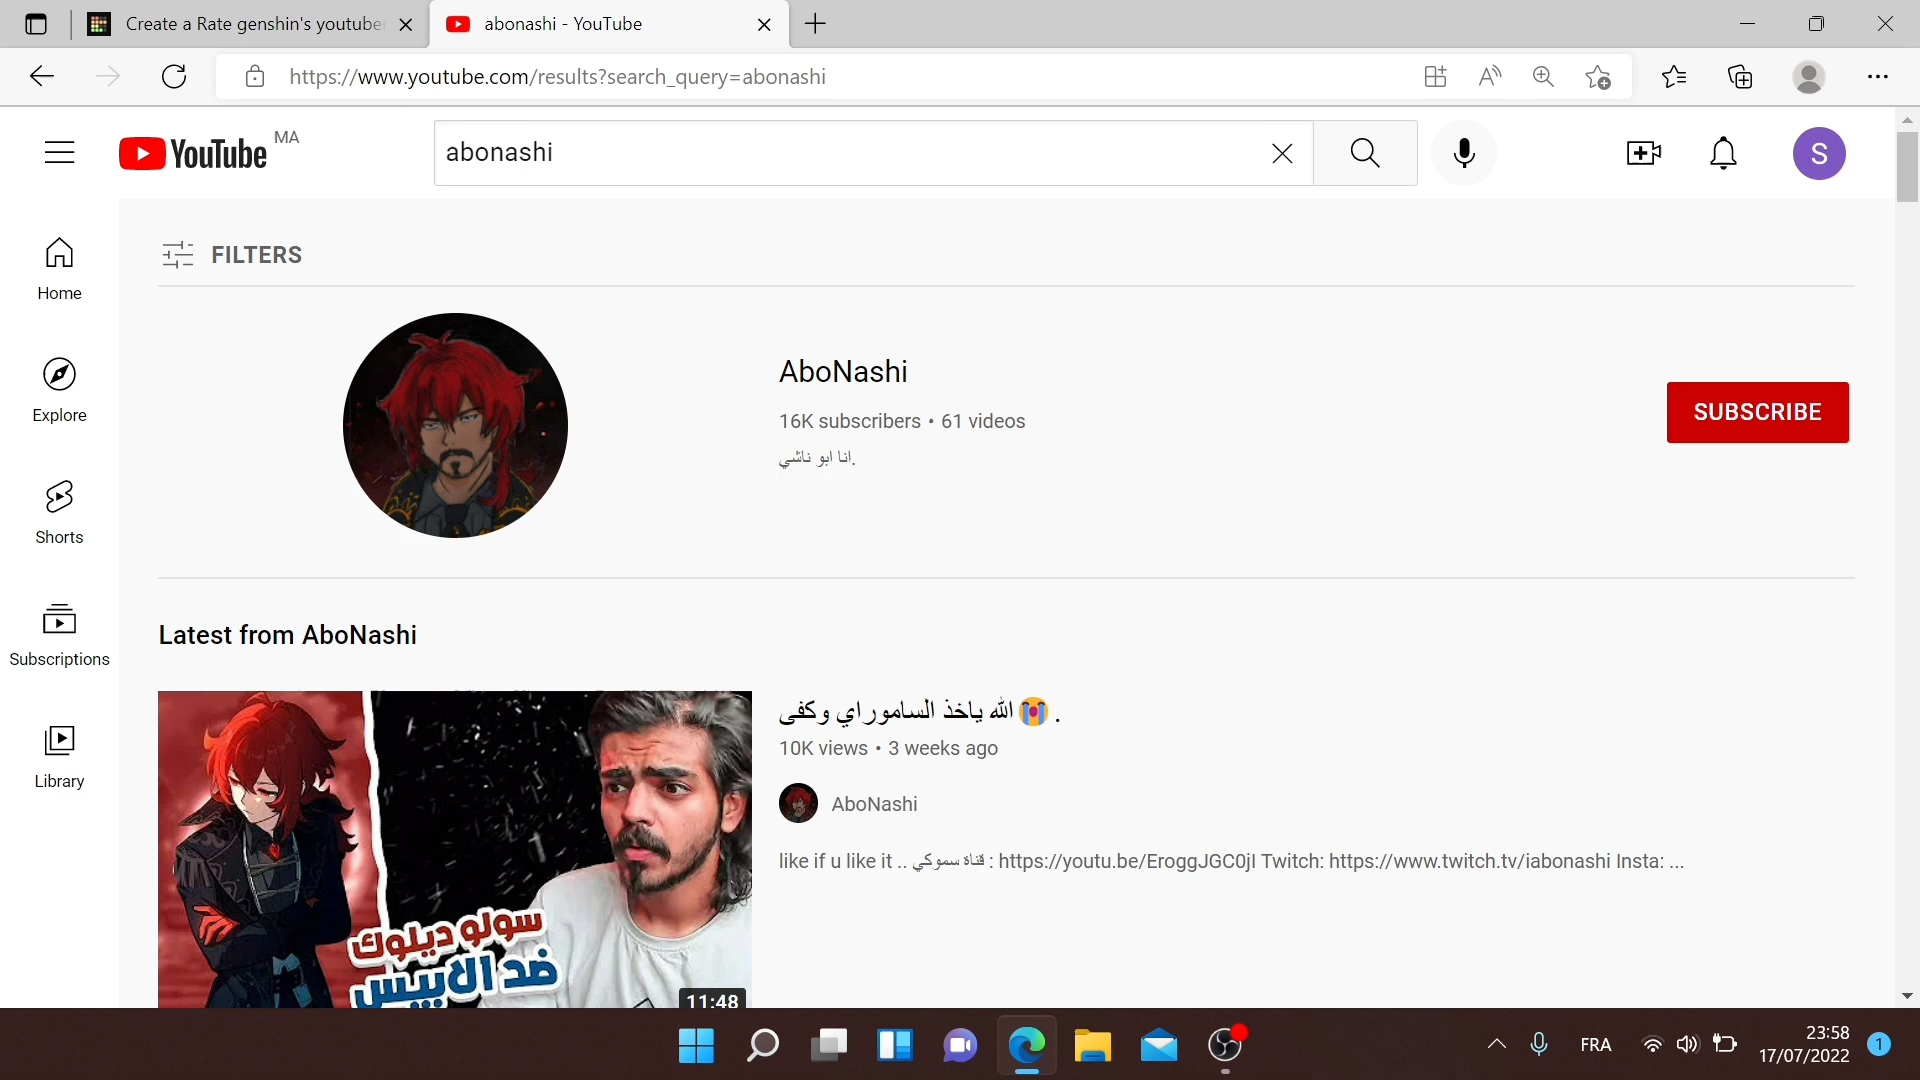 Create a Rate genshin's youtube
abonashi - YouTube
https://www.youtube.com/results?search_query=abonashi
YouTube MA
abonashi
S
FILTERS
Home
Explore
Shorts
Subscriptions
Library
AboNashi
16K subscribers • 61 videos
انا ابو ناشي.
SUBSCRIBE
Latest from AboNashi
الله ياخذ الساموراي وكفى 😭 .
10K views • 3 weeks ago
AboNashi
like if u like it .. قناة سموكي : https://youtu.be/EroggJGC0jI Twitch: https://www.twitch.tv/iabonashi Insta: ...
سولو ديلوك
ضد الابيس
11:48
FRA
23:58
17/07/2022
1